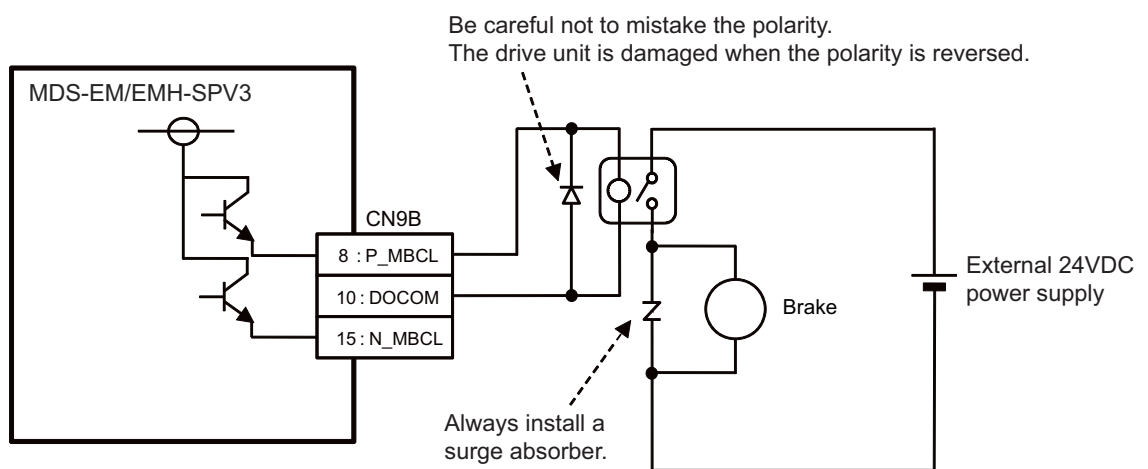 Be careful not to mistake the polarity.
The drive unit is damaged when the polarity is reversed.
MDS-EM/EMH-SPV3
CN9B
8 : P_MBCL
10 : DOCOM
15 : N_MBCL
External 24VDC
power supply
Brake
Always install a
surge absorber.